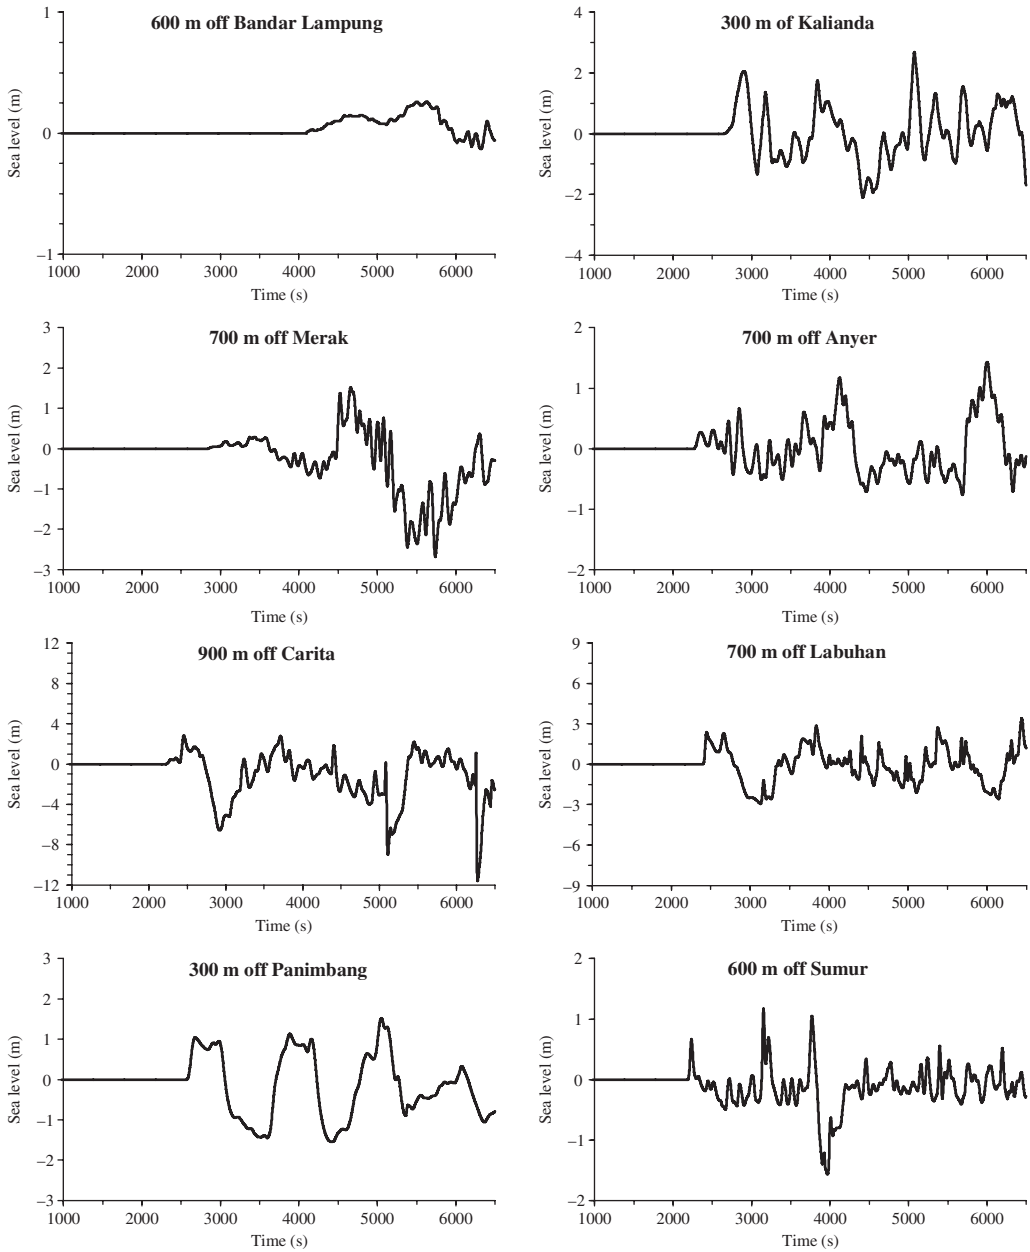 600 m off Bandar Lampung
1
0
−1
Sea level (m)
1000 2000 3000 4000 5000 6000
Time (s)
300 m of Kalianda
4
2
0
−2
−4
Sea level (m)
1000 2000 3000 4000 5000 6000
Time (s)
700 m off Merak
3
2
1
0
−1
−2
−3
Sea level (m)
1000 2000 3000 4000 5000 6000
Time (s)
700 m off Anyer
2
1
0
−1
−2
Sea level (m)
1000 2000 3000 4000 5000 6000
Time (s)
900 m off Carita
12
8
4
0
−4
−8
−12
Sea level (m)
1000 2000 3000 4000 5000 6000
Time (s)
700 m off Labuhan
9
6
3
0
−3
−6
−9
Sea level (m)
1000 2000 3000 4000 5000 6000
Time (s)
300 m off Panimbang
3
2
1
0
−1
−2
−3
Sea level (m)
1000 2000 3000 4000 5000 6000
Time (s)
600 m off Sumur
2
1
0
−1
−2
Sea level (m)
1000 2000 3000 4000 5000 6000
Time (s)